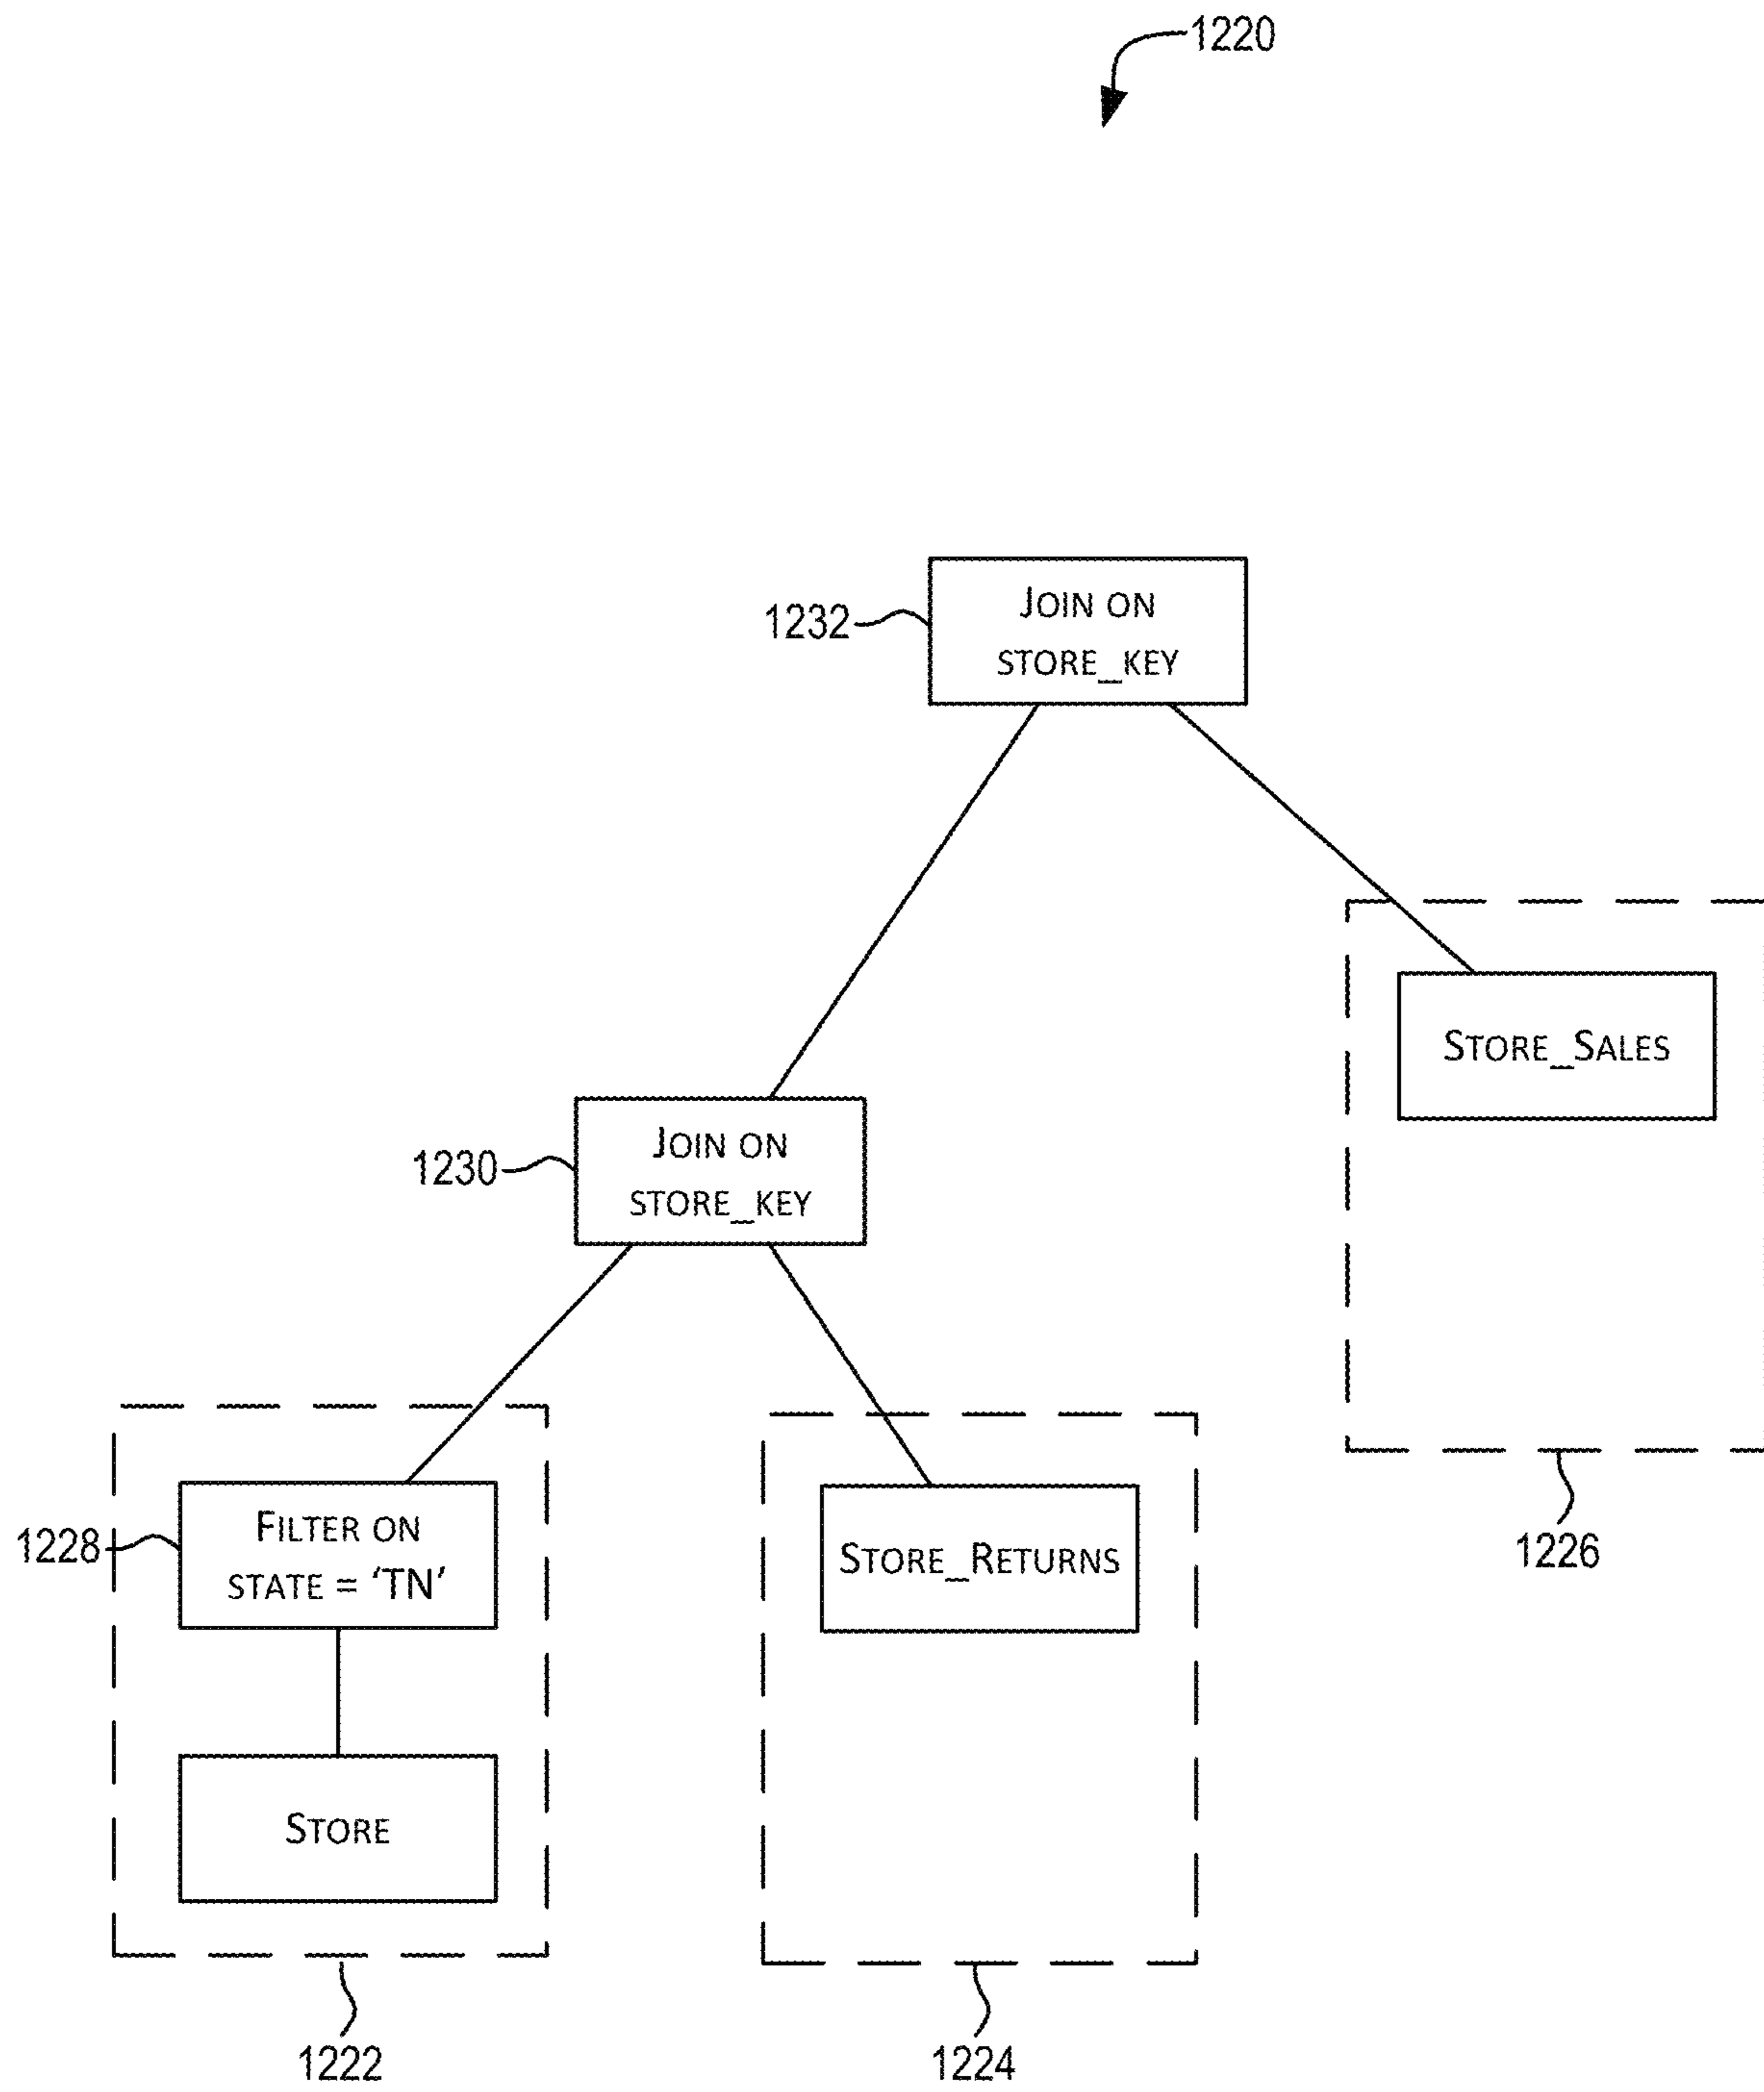 1220
1232
JOIN ON
STORE_KEY
STORE_SALES
1230
JOIN ON
STORE_KEY
1226
1228
FILTER ON
STATE = ‘TN’
STORE_RETURNS
STORE
1222
1224